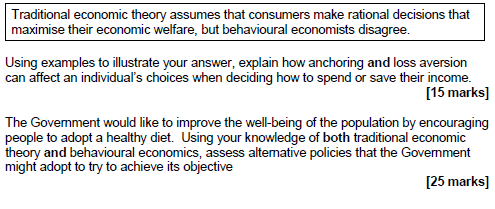 Traditional economic theory assumes that consumers make rational decisions that
maximise their economic welfare, but behavioural economists disagree.
Using examples to illustrate your answer, explain how anchoring and loss aversion
can affect an individual's choices when deciding how to spend or save their income.
[15 marks]
The Government would like to improve the well-being of the population by encouraging
people to adopt a healthy diet. Using your knowledge of both traditional economic
theory and behavioural economics, assess alternative policies that the Government
might adopt to try to achieve its objective
[25 marks]